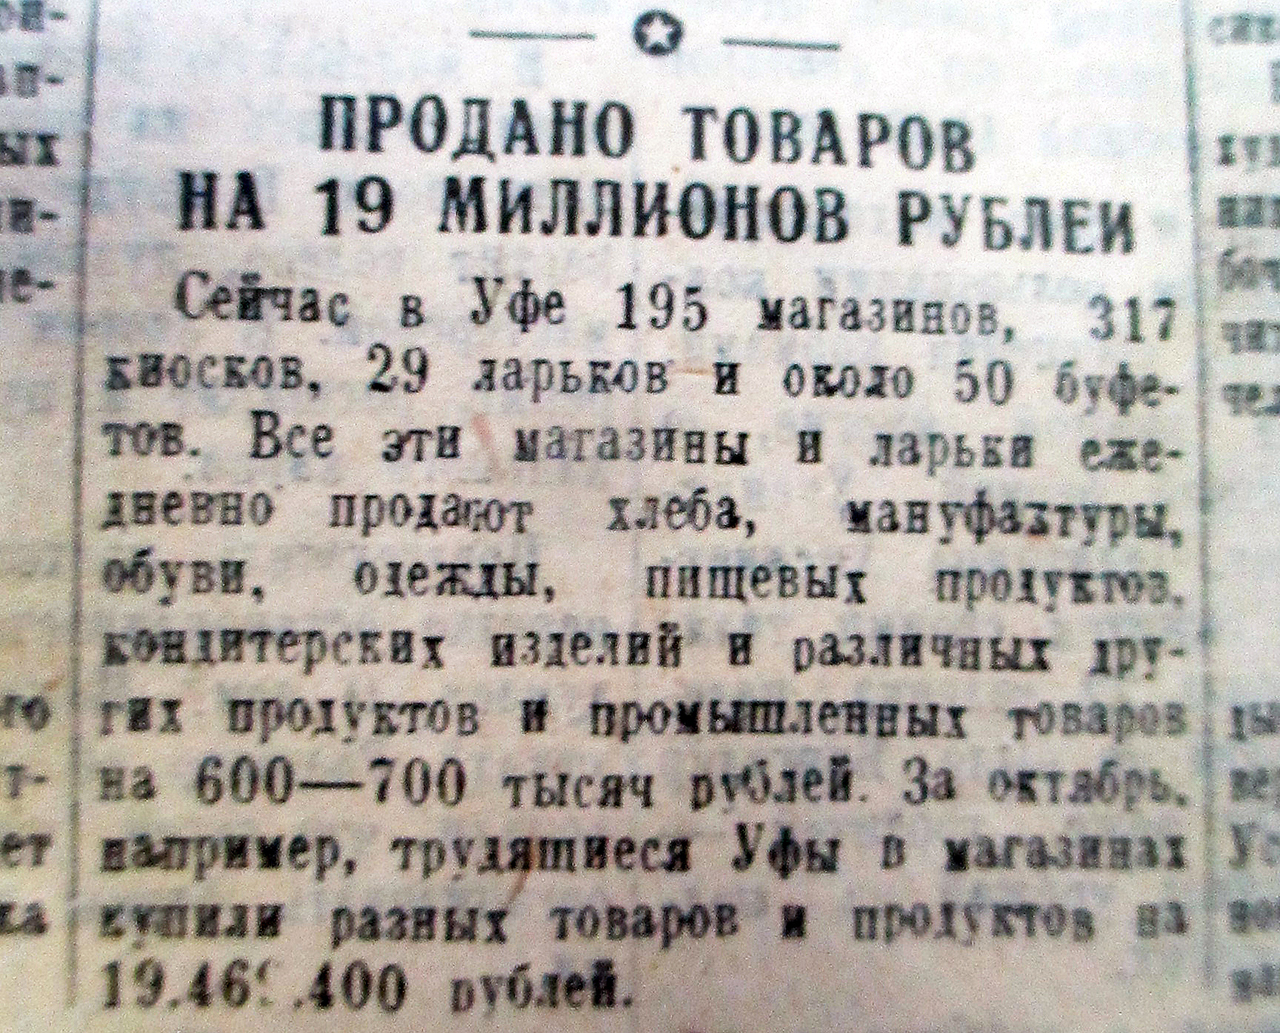 ПРОДАНО ТОВАРОВ
НА 19 МИЛЛИОНОВ РУБЛЕЙ
Сейчас в Уфе 195 магазинов, 317
киосков, 29 ларьков и около 50 буфе-
тов. Все эти магазины и ларьки еже-
дневно продают хлеба, мануфактуры,
обуви, одежды, пищевых продуктов,
кондитерских изделий и различных дру-
гих продуктов и промышленных товаров
на 600—700 тысяч рублей. За октябрь,
например, трудящиеся Уфы в магазинах
купили разных товаров и продуктов на
рублей.